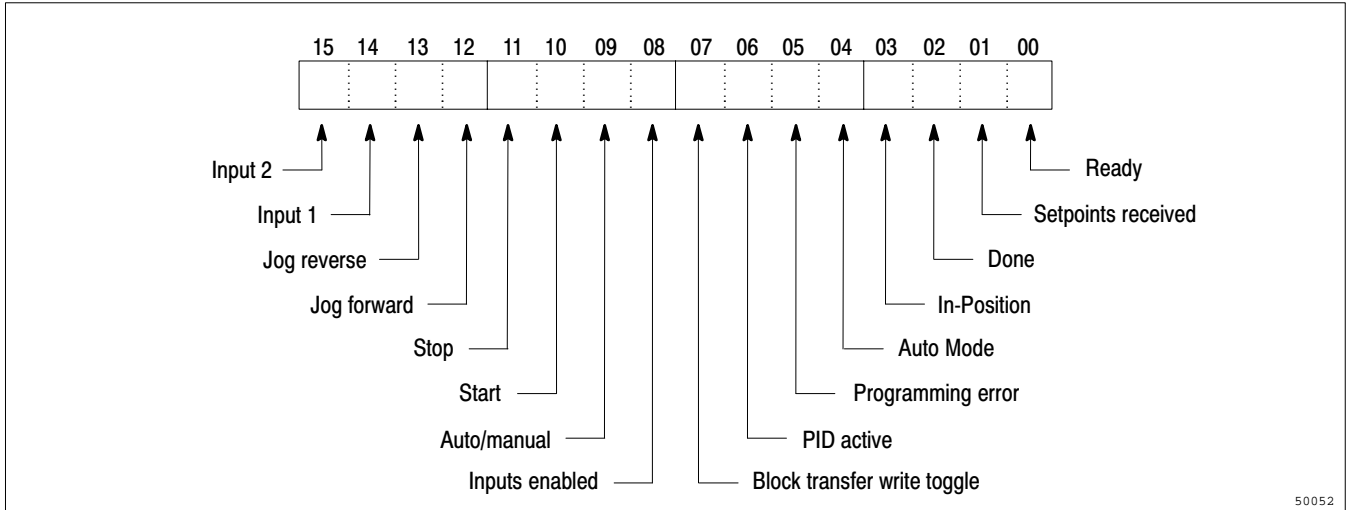 15 14 13 12 11 10 09 08 07 06 05 04 03 02 01 00
Input 2
Ready
Input 1
Setpoints received
Jog reverse
Done
Jog forward
In-Position
Stop
Auto Mode
Start
Programming error
Auto/manual
PID active
Inputs enabled
Block transfer write toggle
50052